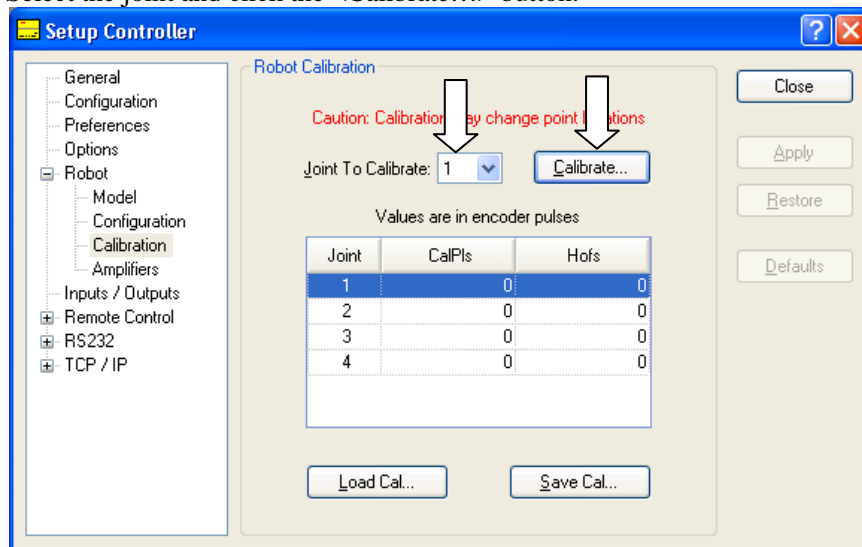 Setup Controller
General
Configuration
Preferences
Options
Robot
Model
Configuration
Calibration
Amplifiers
Inputs / Outputs
Remote Control
RS232
TCP / IP
Robot Calibration
Caution: Calibration may change point locations
Joint To Calibrate: 1
Calibrate...
Values are in encoder pulses
Joint CalPls Hofs
1 0 0
2 0 0
3 0 0
4 0 0
Load Cal...
Save Cal...
Close
Apply
Restore
Defaults